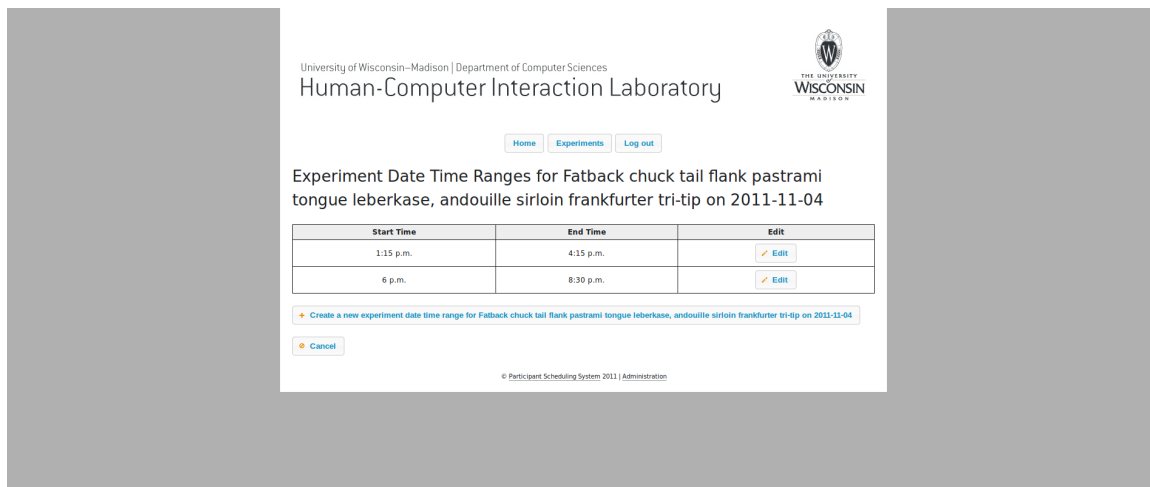 University of Wisconsin–Madison | Department of Computer Sciences
Human-Computer Interaction Laboratory
W
THE UNIVERSITY
of
WISCONSIN
MADISON
Home Experiments Log out
Experiment Date Time Ranges for Fatback chuck tail flank pastrami
tongue leberkase, andouille sirloin frankfurter tri-tip on 2011-11-04
Start Time End Time Edit
1:15 p.m. 4:15 p.m. Edit
6 p.m. 8:30 p.m. Edit
+ Create a new experiment date time range for Fatback chuck tail flank pastrami tongue leberkase, andouille sirloin frankfurter tri-tip on 2011-11-04
Cancel
© Participant Scheduling System 2011 | Administration